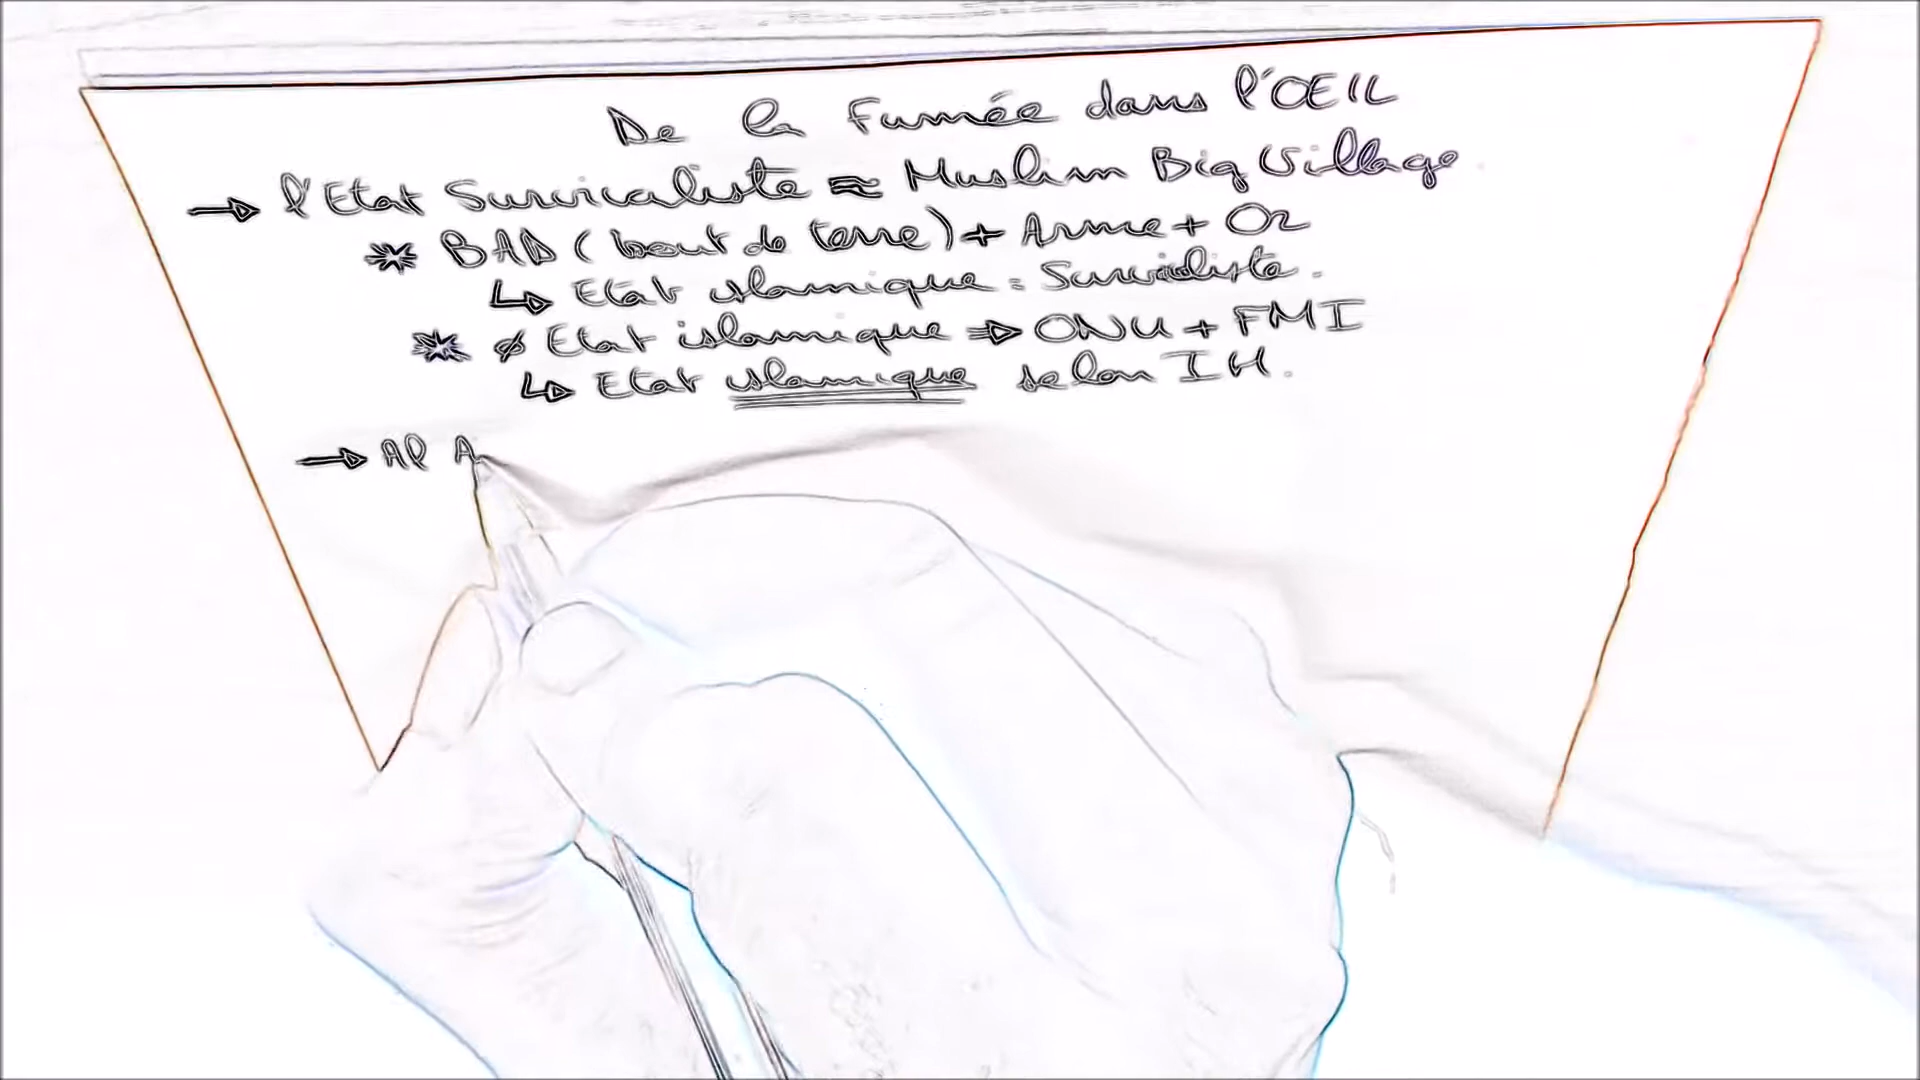 De la Fumée dans l'OEIL
→ l'Etat Survivaliste ≈ Muslim Big Village
* BAD (bout de terre) + Arme + Or
↳ Etat islamique = Survivaliste.
* ∅ Etat islamique ⇒ ONU + FMI
↳ Etat islamique selon IH.
→ Al A